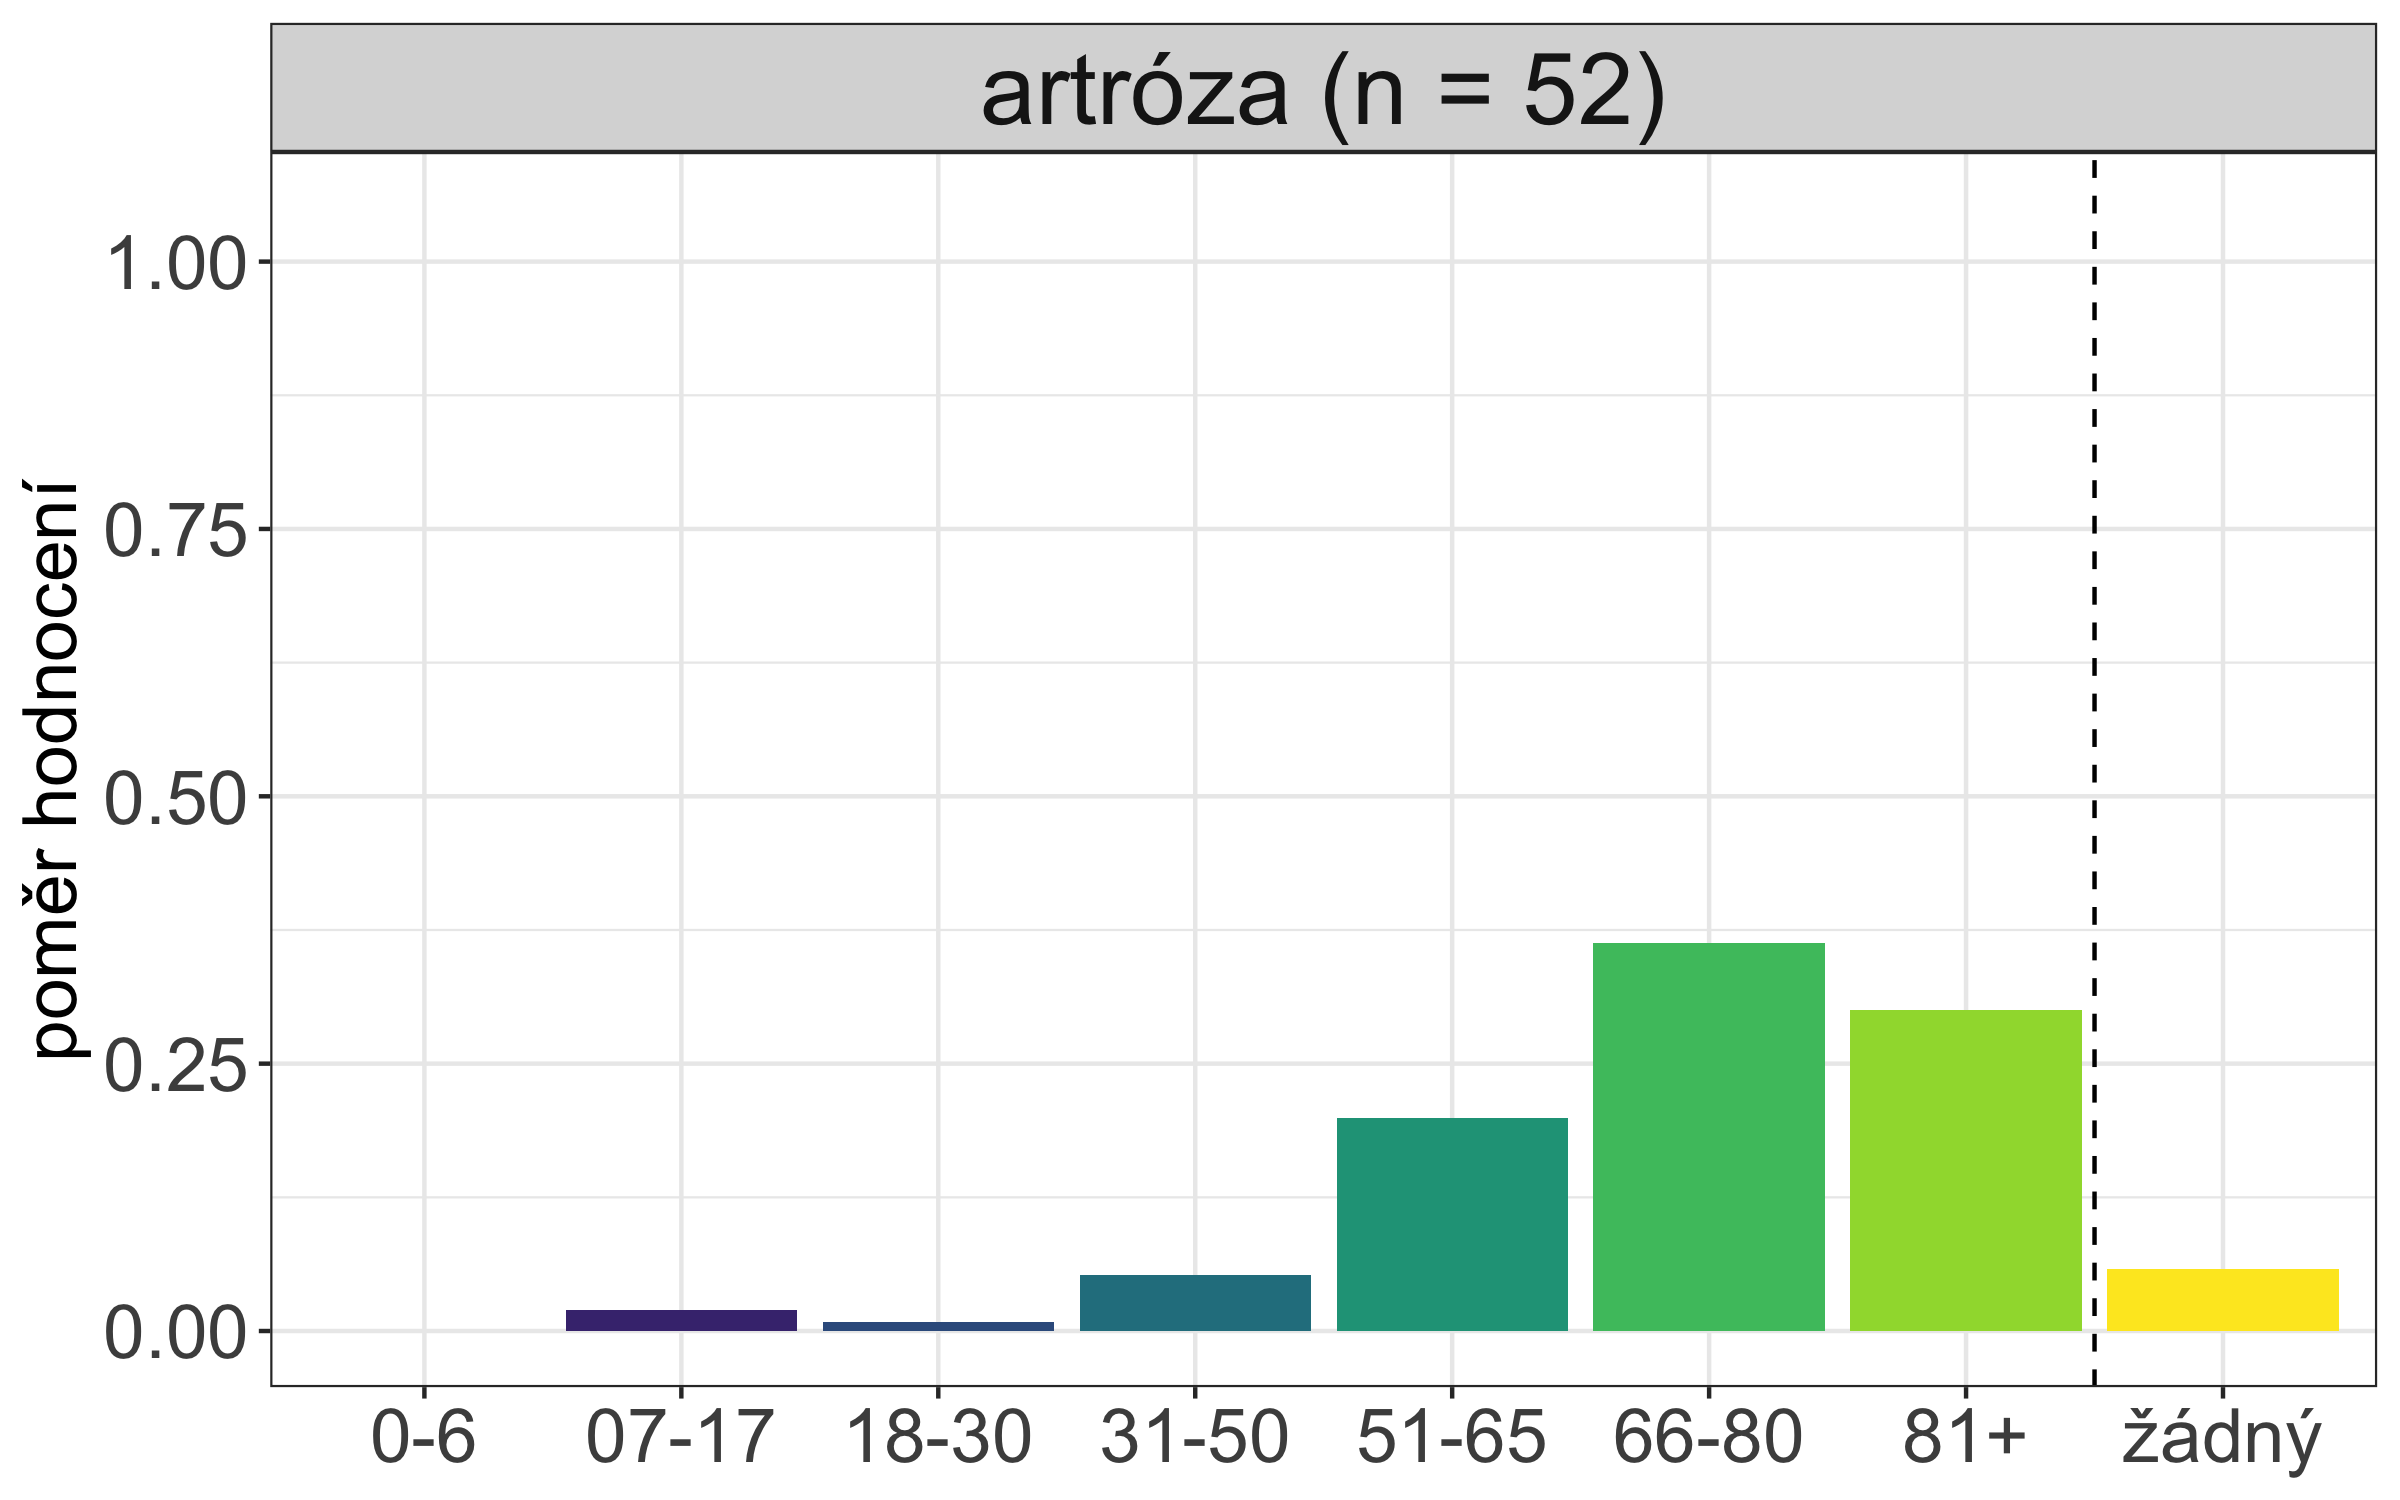 artróza (n = 52)
poměr hodnocení
1.00
0.75
0.50
0.25
0.00
0-6 07-17 18-30 31-50 51-65 66-80 81+ žádný